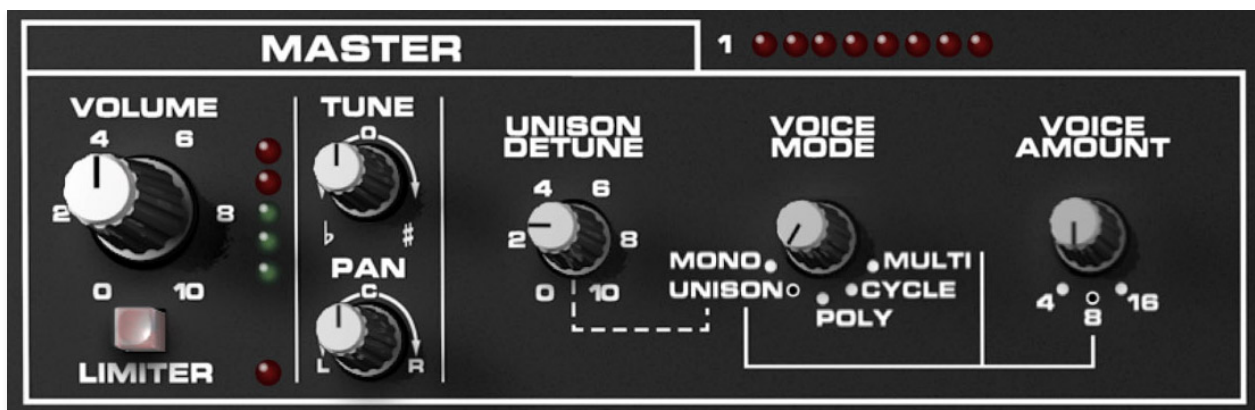 MASTER
1
VOLUME
4 6
2 8
0 10
LIMITER
TUNE
0
♭ ♯
PAN
C
L R
UNISON
DETUNE
4 6
2 8
0 10
VOICE
MODE
MONO MULTI
UNISON CYCLE
POLY
VOICE
AMOUNT
4 8 16